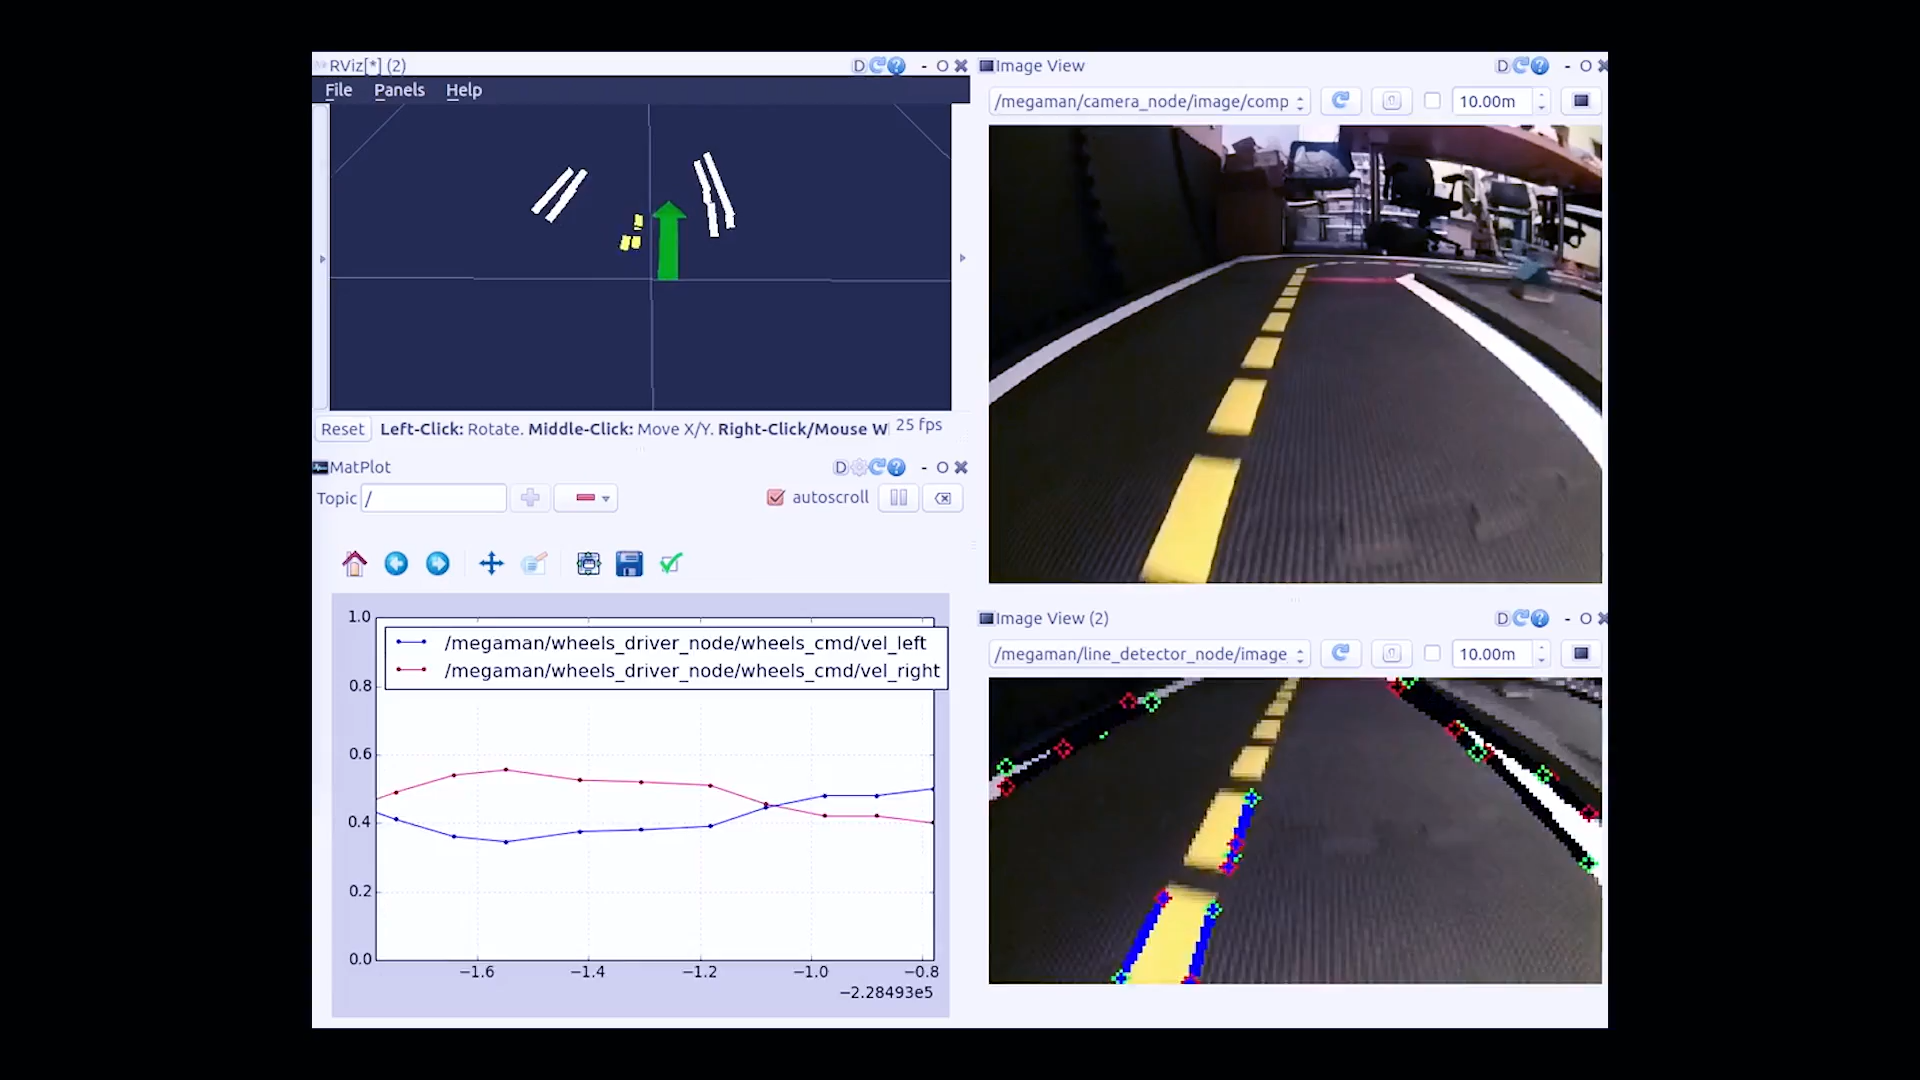 RViz[*] (2)
D
File Panels Help
Reset Left-Click: Rotate. Middle-Click: Move X/Y. Right-Click/Mouse W 25 fps
MatPlot
D
Topic / autoscroll
1.0
0.8
0.6
0.4
0.2
0.0
/megaman/wheels_driver_node/wheels_cmd/vel_left
/megaman/wheels_driver_node/wheels_cmd/vel_right
−1.6 −1.4 −1.2 −1.0 −0.8
−2.28493e5
Image View
D
/megaman/camera_node/image/comp 10.00m
Image View (2)
D
/megaman/line_detector_node/image 10.00m